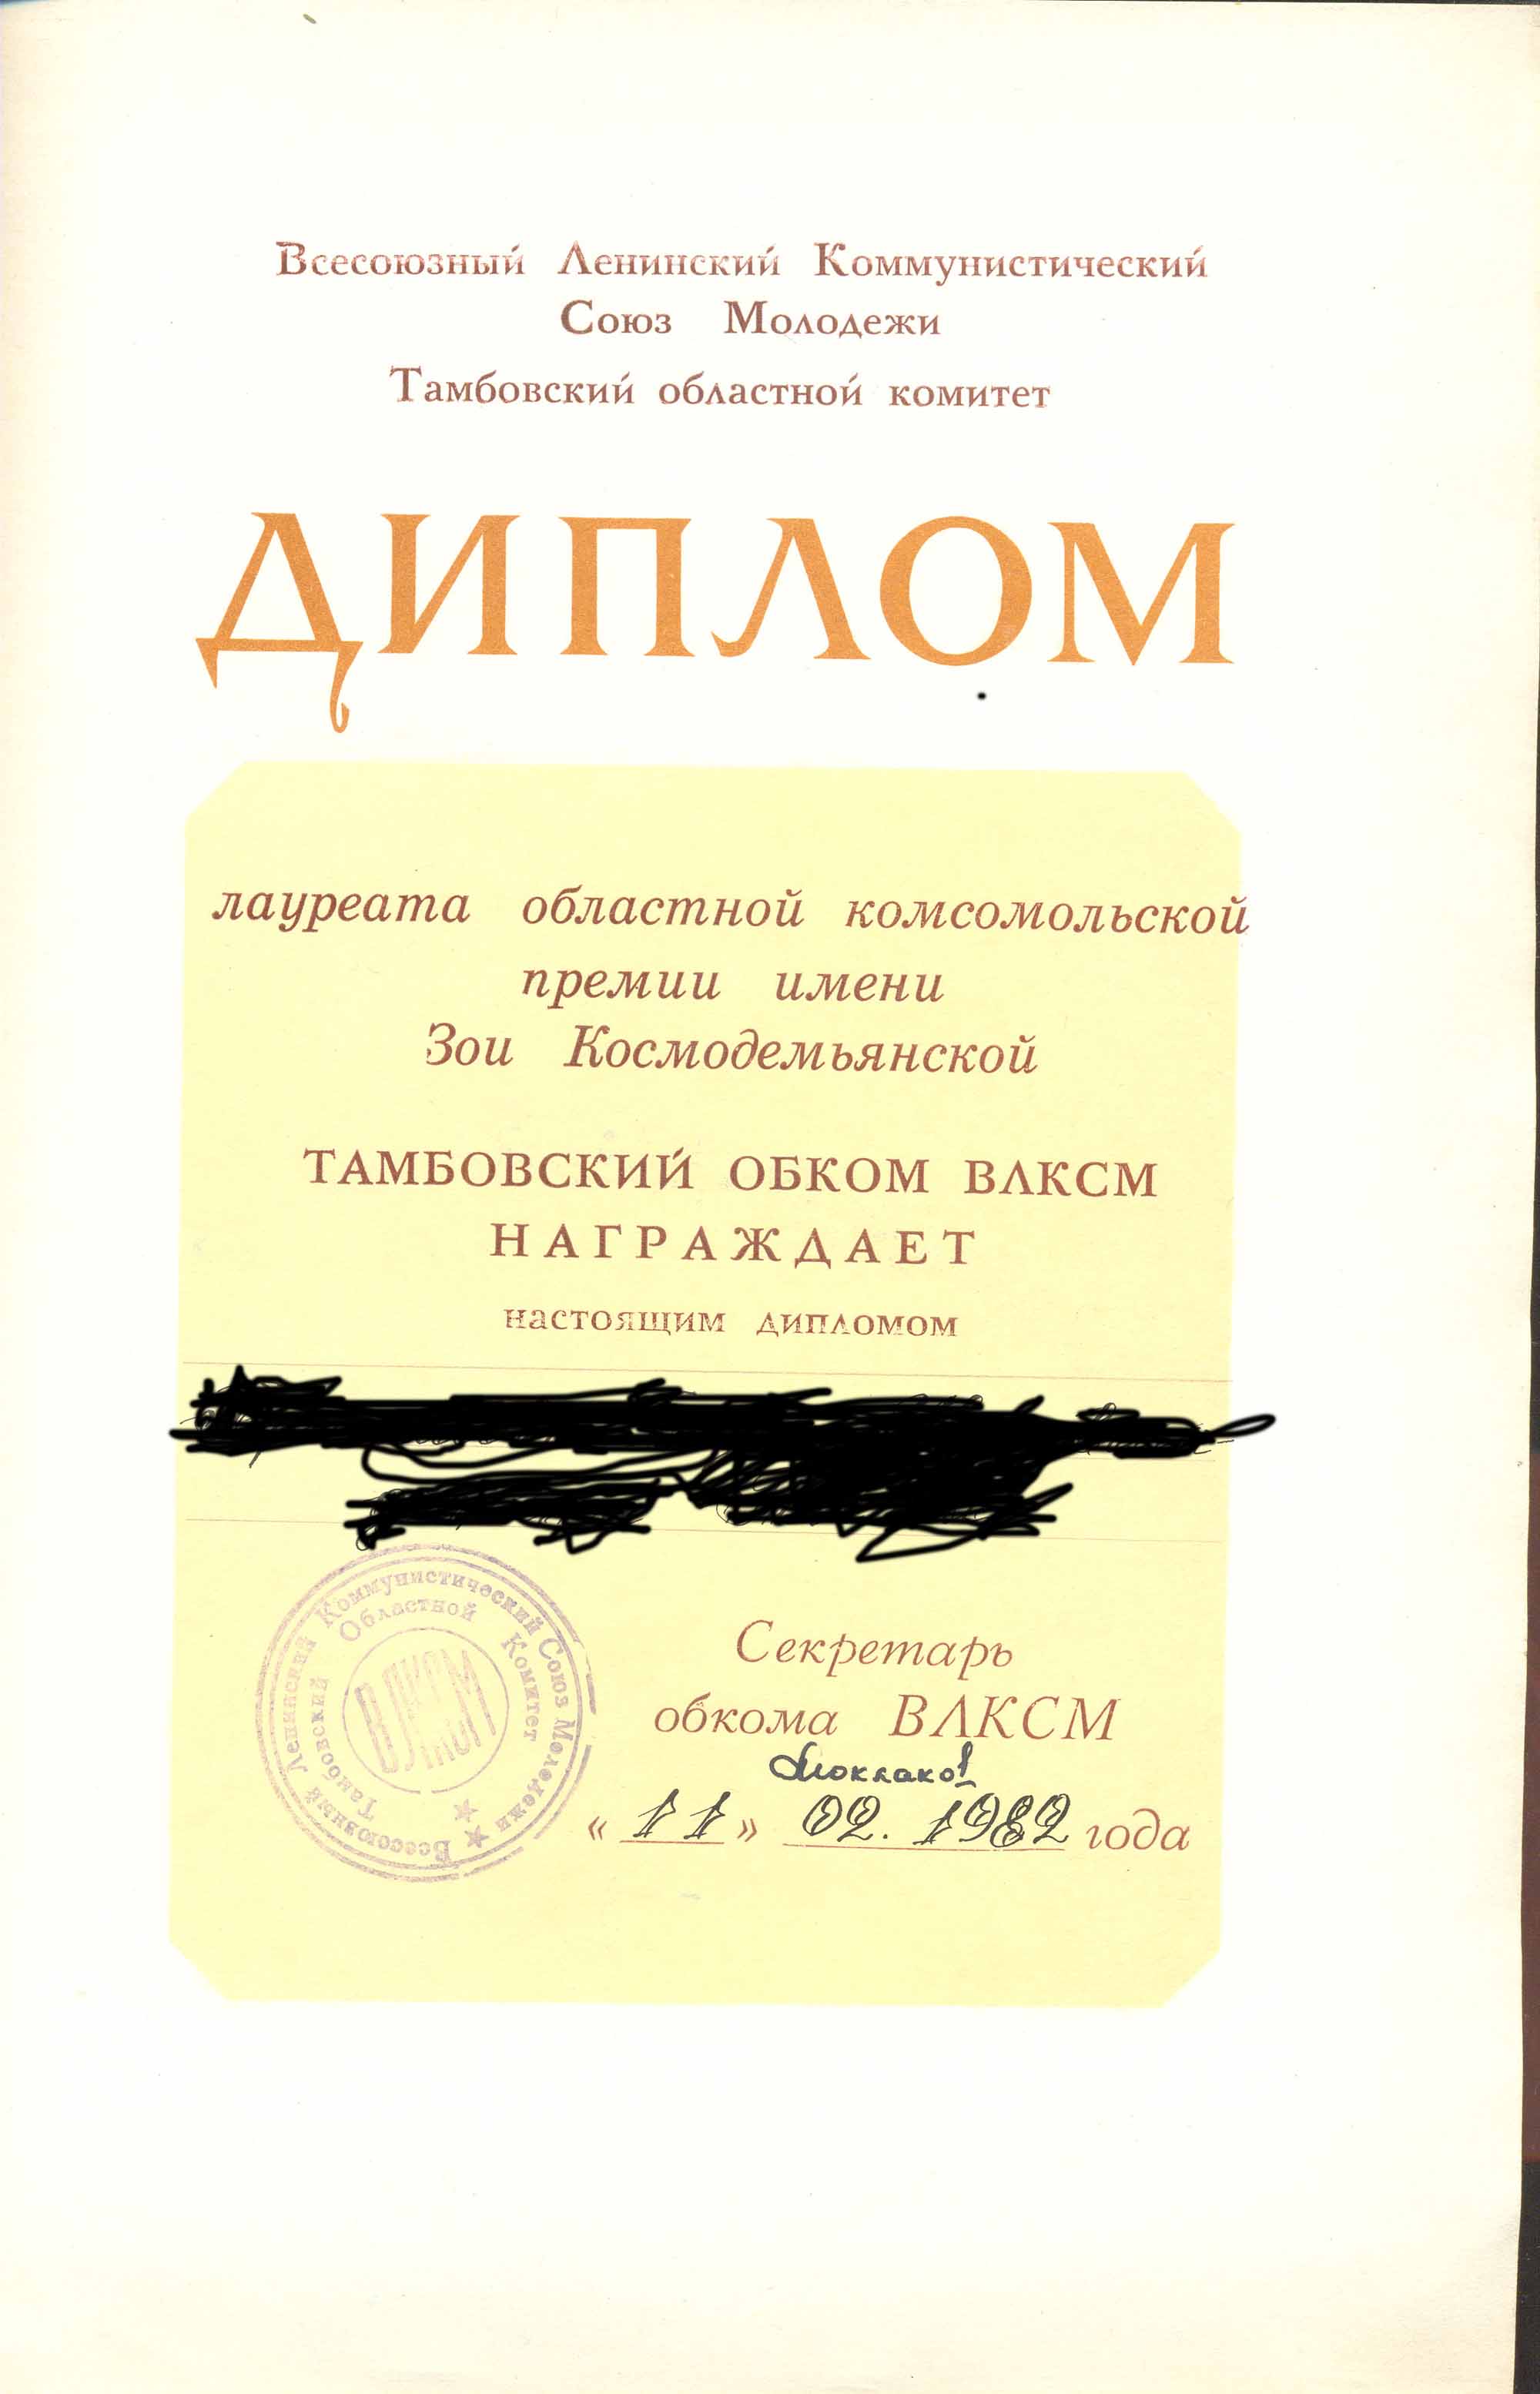 Всесоюзный Ленинский Коммунистический
Союз Молодежи
Тамбовский областной комитет
ДИПЛОМ
лауреата областной комсомольской
премии имени
Зои Космодемьянской
ТАМБОВСКИЙ ОБКОМ ВЛКСМ
НАГРАЖДАЕТ
настоящим дипломом
Всесоюзный Ленинский Коммунистический Союз Молодежи
Тамбовский Областной Комитет
ВЛКСМ
Секретарь
обкома ВЛКСМ
« 11 » 02. 1982 года